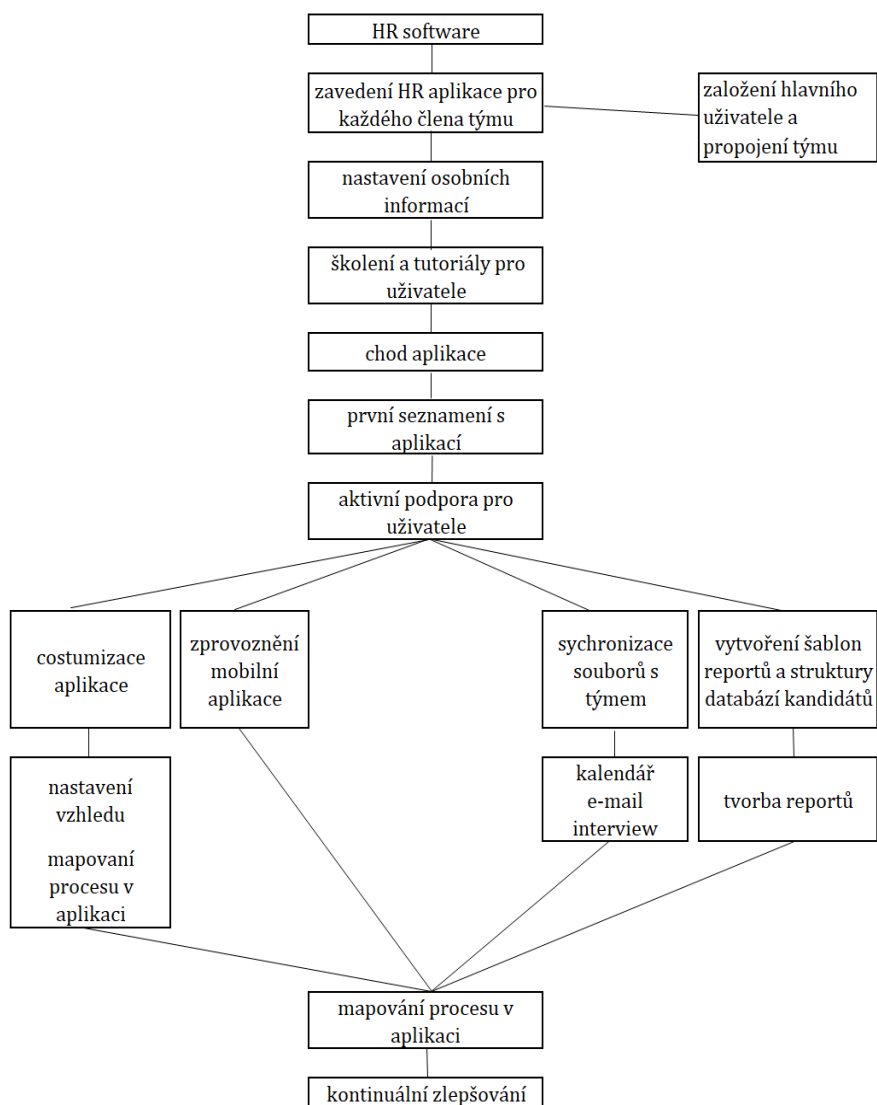 HR software
zavedení HR aplikace pro
každého člena týmu
založení hlavního
uživatele a
propojení týmu
nastavení osobních
informací
školení a tutoriály pro
uživatele
chod aplikace
první seznamení s
aplikací
aktivní podpora pro
uživatele
costumizace
aplikace
zprovoznění
mobilní
aplikace
sychronizace
souborů s
týmem
vytvoření šablon
reportů a struktury
databází kandidátů
nastavení
vzhledu
mapovaní
procesu v
aplikaci
kalendář
e-mail
interview
tvorba reportů
mapování procesu v
aplikaci
kontinuální zlepšování